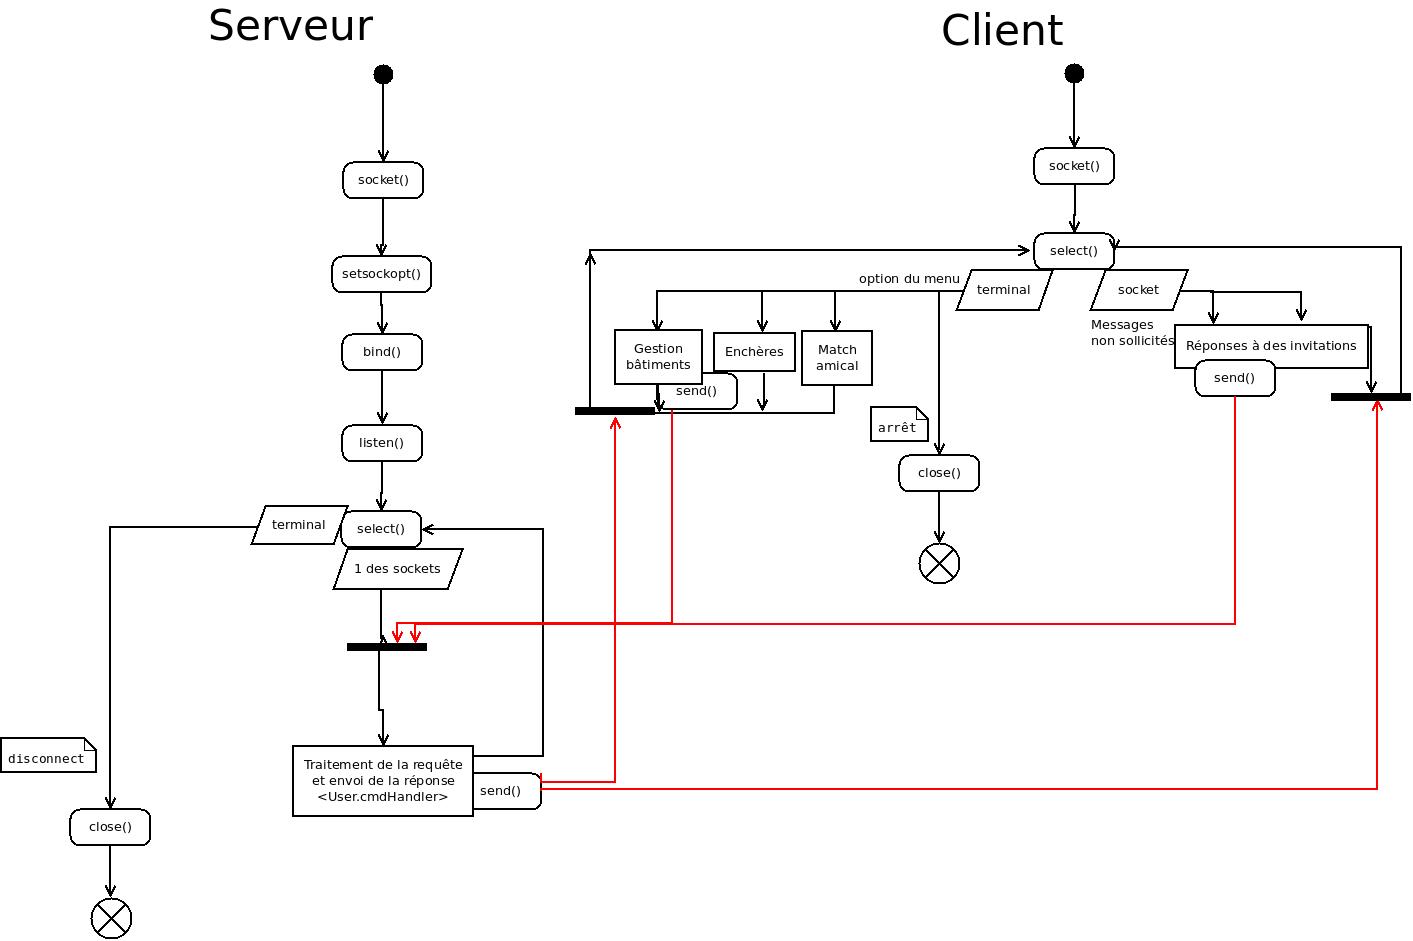 Serveur
socket()
setsockopt()
bind()
listen()
terminal
select()
1 des sockets
disconnect
Traitement de la requête
et envoi de la réponse
<User.cmdHandler>
send()
close()
Client
socket()
select()
option du menu
terminal
socket
Messages
non sollicités
Réponses à des invitations
send()
Gestion
bâtiments
Enchères
Match
amical
send()
arrêt
close()